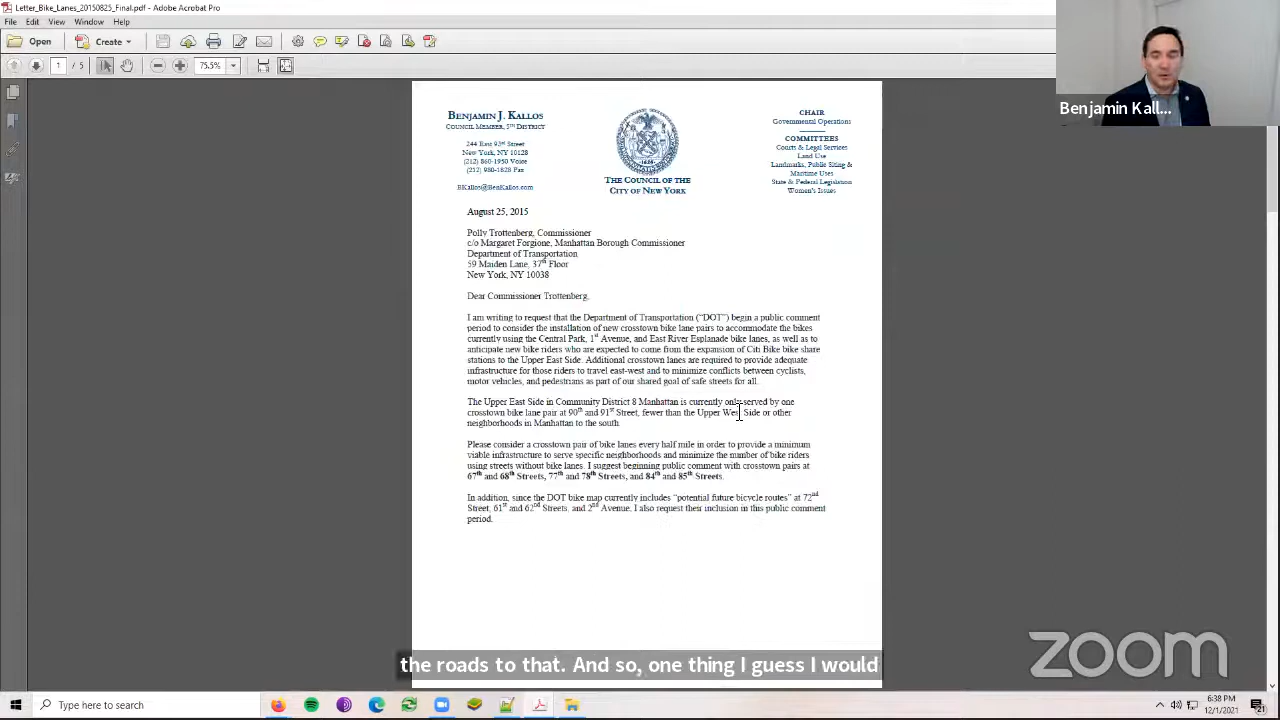 Letter_Bike_Lanes_20150825_Final.pdf - Adobe Acrobat Pro
File Edit View Window Help
Open Create
1 / 5 75.5%
Benjamin Kall...
BENJAMIN J. KALLOS
COUNCIL MEMBER, 5TH DISTRICT
244 East 93rd Street
New York, NY 10128
(212) 860-1950 Voice
(212) 980-1828 Fax
BKallos@BenKallos.com
THE COUNCIL OF THE
CITY OF NEW YORK
CHAIR
Governmental Operations
COMMITTEES
Courts & Legal Services
Land Use
Landmarks, Public Siting &
Maritime Uses
State & Federal Legislation
Women's Issues
August 25, 2015
Polly Trottenberg, Commissioner
c/o Margaret Forgione, Manhattan Borough Commissioner
Department of Transportation
59 Maiden Lane, 37th Floor
New York, NY 10038
Dear Commissioner Trottenberg,
I am writing to request that the Department of Transportation ("DOT") begin a public comment
period to consider the installation of new crosstown bike lane pairs to accommodate the bikes
currently using the Central Park, 1st Avenue, and East River Esplanade bike lanes, as well as to
anticipate new bike riders who are expected to come from the expansion of Citi Bike bike share
stations to the Upper East Side. Additional crosstown lanes are required to provide adequate
infrastructure for those riders to travel east-west and to minimize conflicts between cyclists,
motor vehicles, and pedestrians as part of our shared goal of safe streets for all.
The Upper East Side in Community District 8 Manhattan is currently only served by one
crosstown bike lane pair at 90th and 91st Street, fewer than the Upper West Side or other
neighborhoods in Manhattan to the south.
Please consider a crosstown pair of bike lanes every half mile in order to provide a minimum
viable infrastructure to serve specific neighborhoods and minimize the number of bike riders
using streets without bike lanes. I suggest beginning public comment with crosstown pairs at
67th and 68th Streets, 77th and 78th Streets, and 84th and 85th Streets.
In addition, since the DOT bike map currently includes "potential future bicycle routes" at 72nd
Street, 61st and 62nd Streets, and 2nd Avenue, I also request their inclusion in this public comment
period.
the roads to that. And so, one thing I guess I would
zoom
Type here to search
6:38 PM
12/1/2021